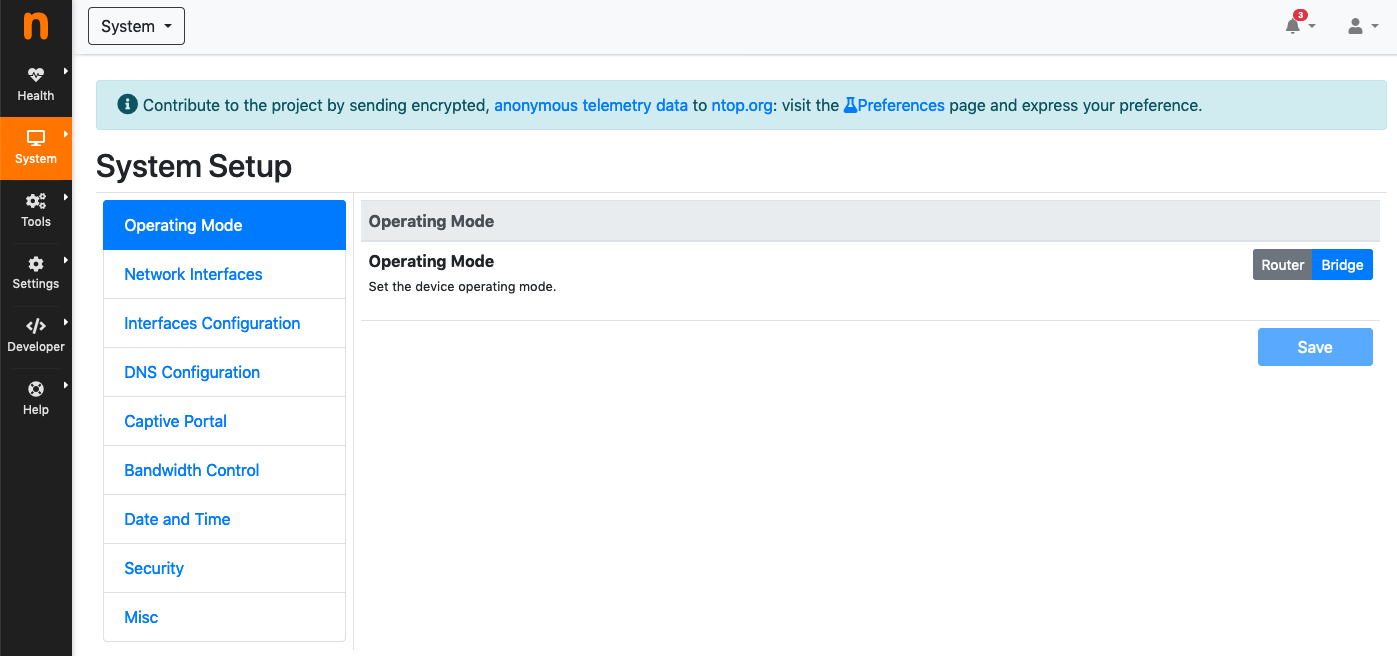 System
3
Health
System
Tools
Settings
Developer
Help
Contribute to the project by sending encrypted, anonymous telemetry data to ntop.org: visit the Preferences page and express your preference.
System Setup
Operating Mode
Network Interfaces
Interfaces Configuration
DNS Configuration
Captive Portal
Bandwidth Control
Date and Time
Security
Misc
Operating Mode
Operating Mode
Router Bridge
Set the device operating mode.
Save